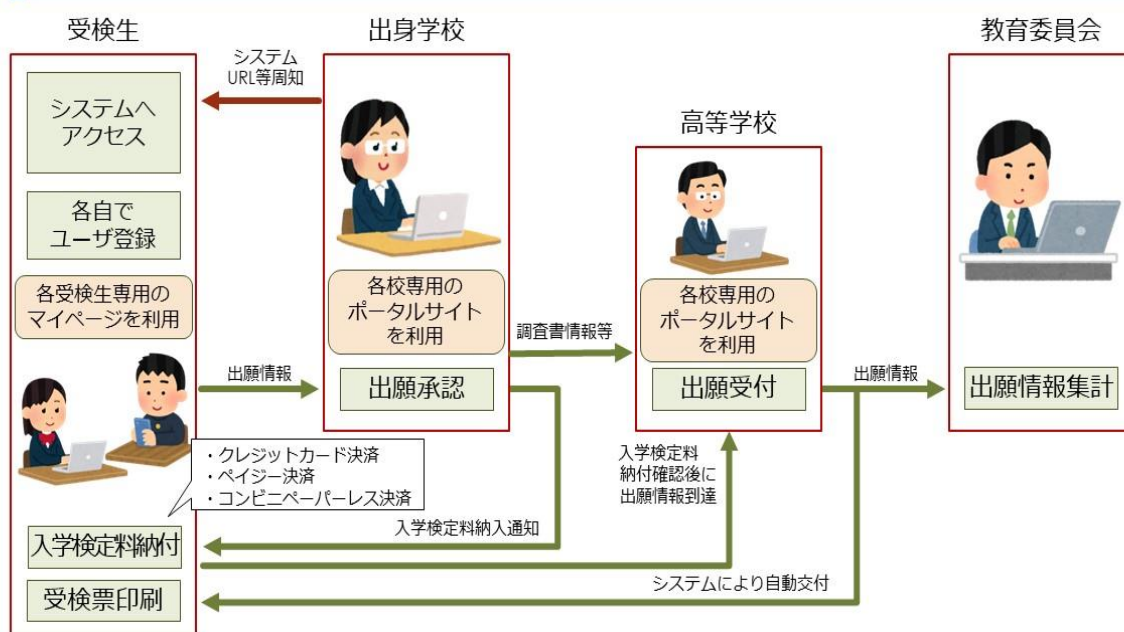 受検生
出身学校
教育委員会
システム
URL等周知
システムへ
アクセス
高等学校
各自で
ユーザ登録
各受検生専用の
マイページを利用
各校専用の
ポータルサイト
を利用
調査書情報等
各校専用の
ポータルサイト
を利用
出願情報
出願承認
出願受付
出願情報
出願情報集計
・クレジットカード決済
・ペイジー決済
・コンビニペーパーレス決済
入学検定料
納付確認後に
出願情報到達
入学検定料納入通知
入学検定料納付
システムにより自動交付
受検票印刷